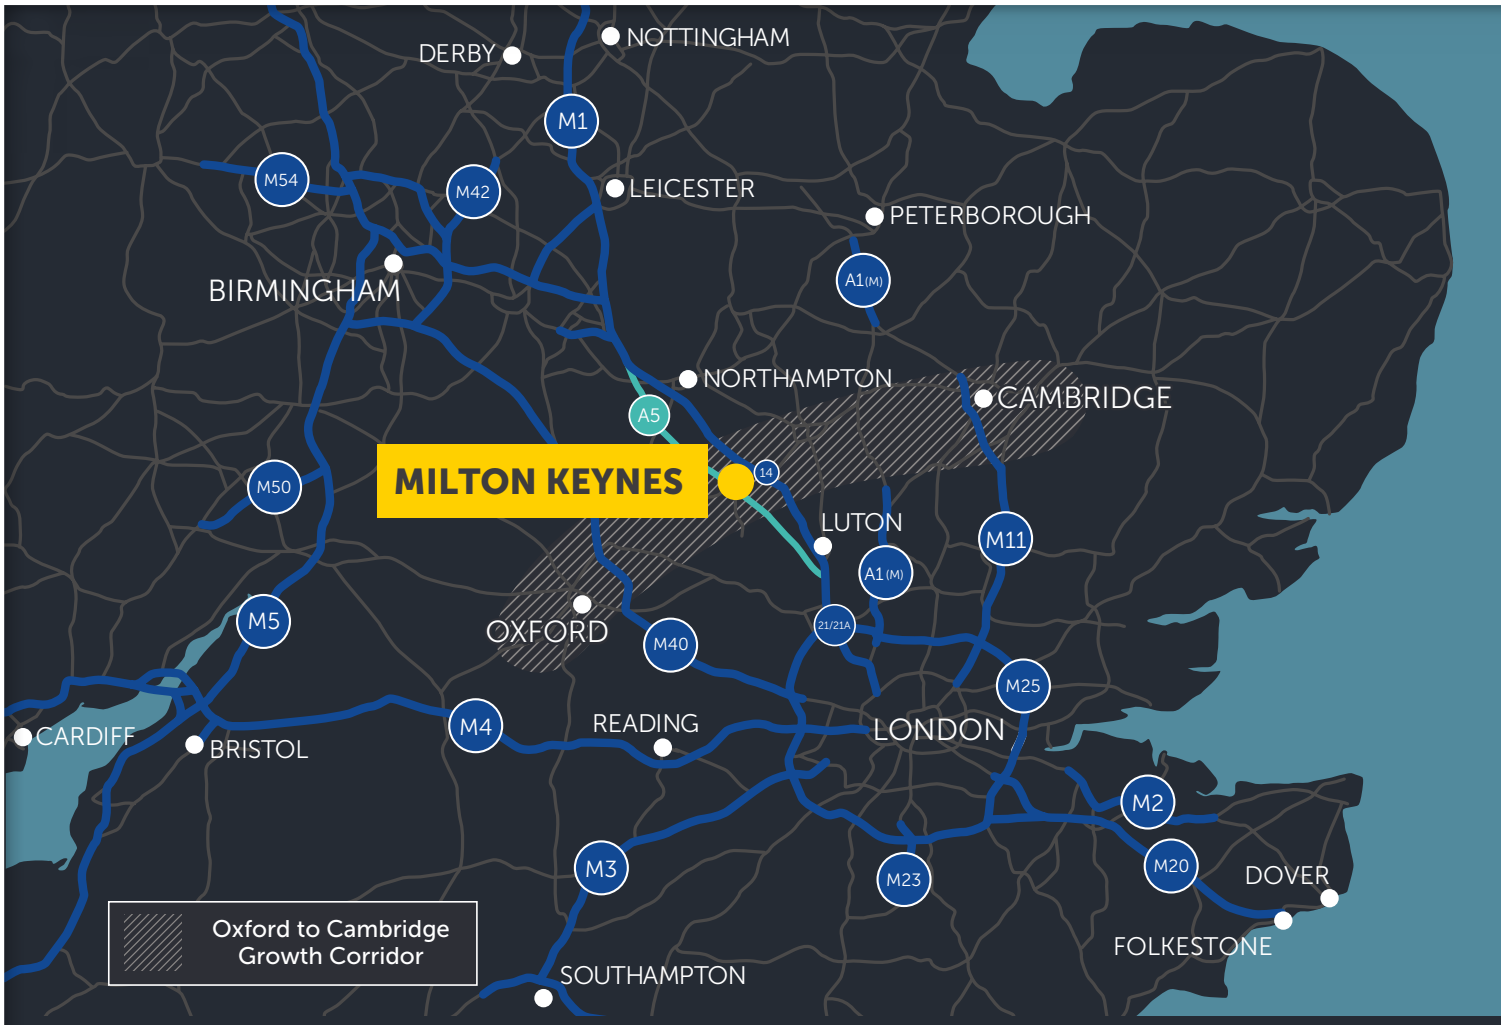 NOTTINGHAM
DERBY
M1
M54
M42
LEICESTER
PETERBOROUGH
A1(M)
BIRMINGHAM
NORTHAMPTON
CAMBRIDGE
A5
MILTON KEYNES
14
M50
LUTON
M11
A1(M)
M5
OXFORD
21/21A
M40
M25
READING
M4
LONDON
CARDIFF
BRISTOL
M2
M3
M20
M23
DOVER
Oxford to Cambridge
Growth Corridor
FOLKESTONE
SOUTHAMPTON